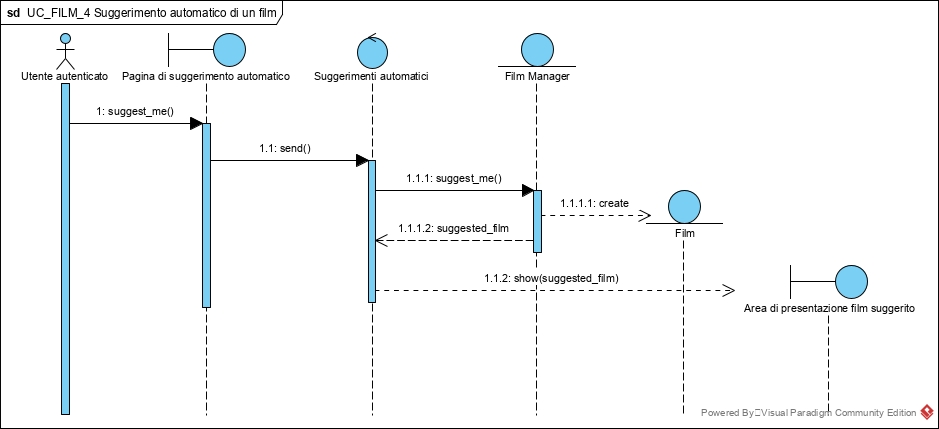 sd UC_FILM_4 Suggerimento automatico di un film
Utente autenticato
Pagina di suggerimento automatico
Suggerimenti automatici
Film Manager
1: suggest_me()
1.1: send()
1.1.1: suggest_me()
1.1.1.1: create
1.1.1.2: suggested_film
Film
1.1.2: show(suggested_film)
Area di presentazione film suggerito
Powered By Visual Paradigm Community Edition